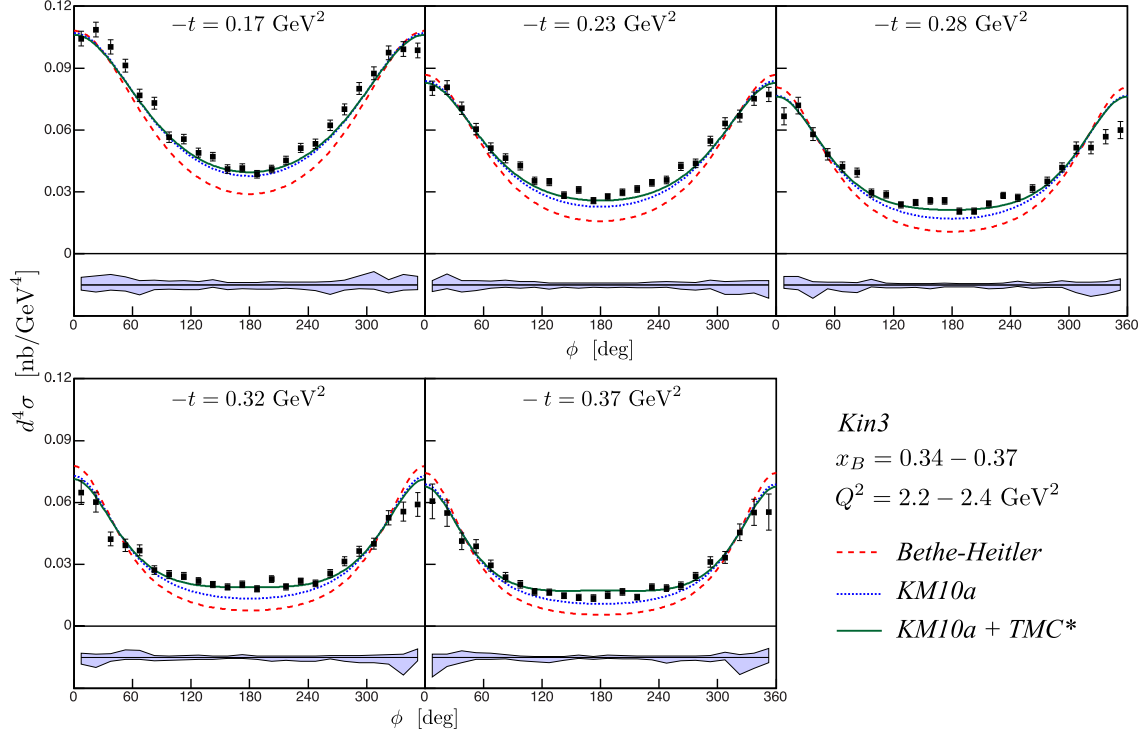 −t = 0.17 GeV²
−t = 0.23 GeV²
−t = 0.28 GeV²
0.12
0.09
0.06
0.03
0
0 60 120 180 240 300
0 60 120 180 240 300
0 60 120 180 240 300 360
ϕ [deg]
d⁴σ [nb/GeV⁴]
−t = 0.32 GeV²
− t = 0.37 GeV²
0.12
0.09
0.06
0.03
0
0 60 120 180 240 300
0 60 120 180 240 300 360
ϕ [deg]
Kin3
x_B = 0.34 − 0.37
Q² = 2.2 − 2.4 GeV²
Bethe-Heitler
KM10a
KM10a + TMC*